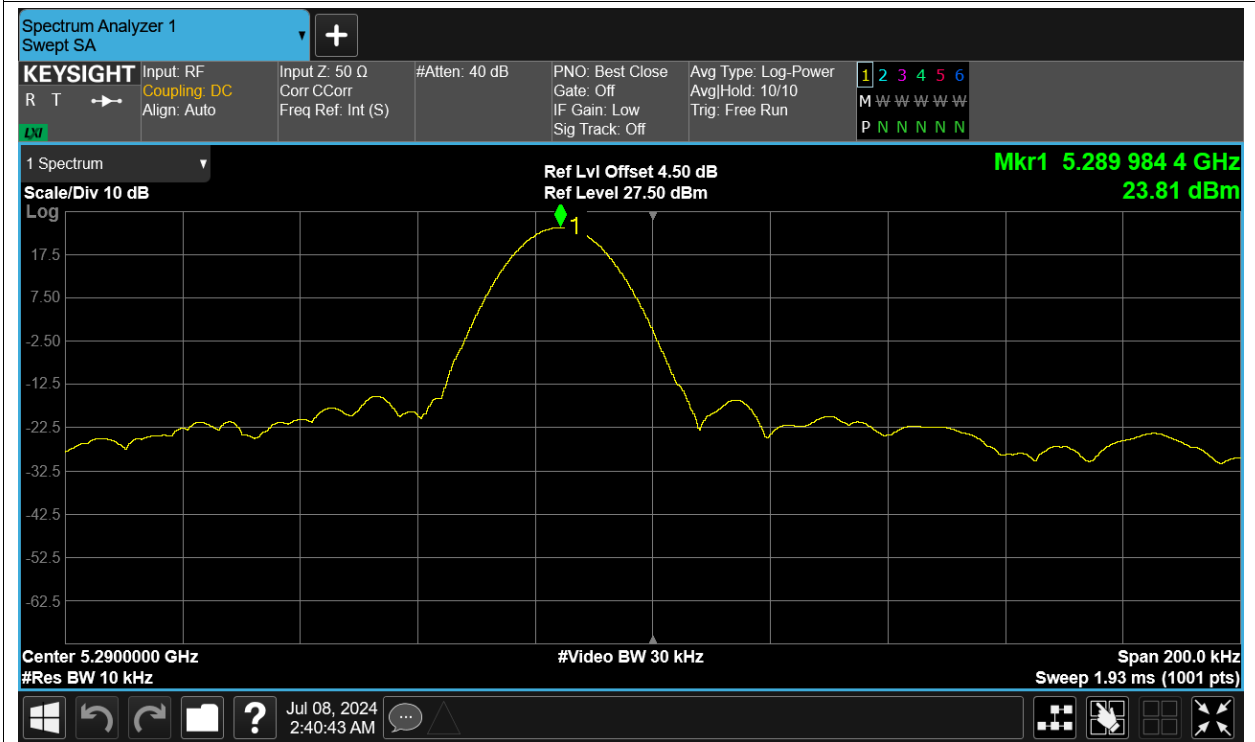 Spectrum Analyzer 1
Swept SA
KEYSIGHT
R T
LXI
Input: RF
Coupling: DC
Align: Auto
Input Z: 50 Ω
Corr CCorr
Freq Ref: Int (S)
#Atten: 40 dB
PNO: Best Close
Gate: Off
IF Gain: Low
Sig Track: Off
Avg Type: Log-Power
Avg|Hold: 10/10
Trig: Free Run
1 2 3 4 5 6
M W W W W W
P N N N N N
1 Spectrum
Scale/Div 10 dB
Log
Ref Lvl Offset 4.50 dB
Ref Level 27.50 dBm
Mkr1 5.289 984 4 GHz
23.81 dBm
1
17.5
7.50
-2.50
-12.5
-22.5
-32.5
-42.5
-52.5
-62.5
Center 5.2900000 GHz
#Res BW 10 kHz
#Video BW 30 kHz
Span 200.0 kHz
Sweep 1.93 ms (1001 pts)
?
Jul 08, 2024
2:40:43 AM